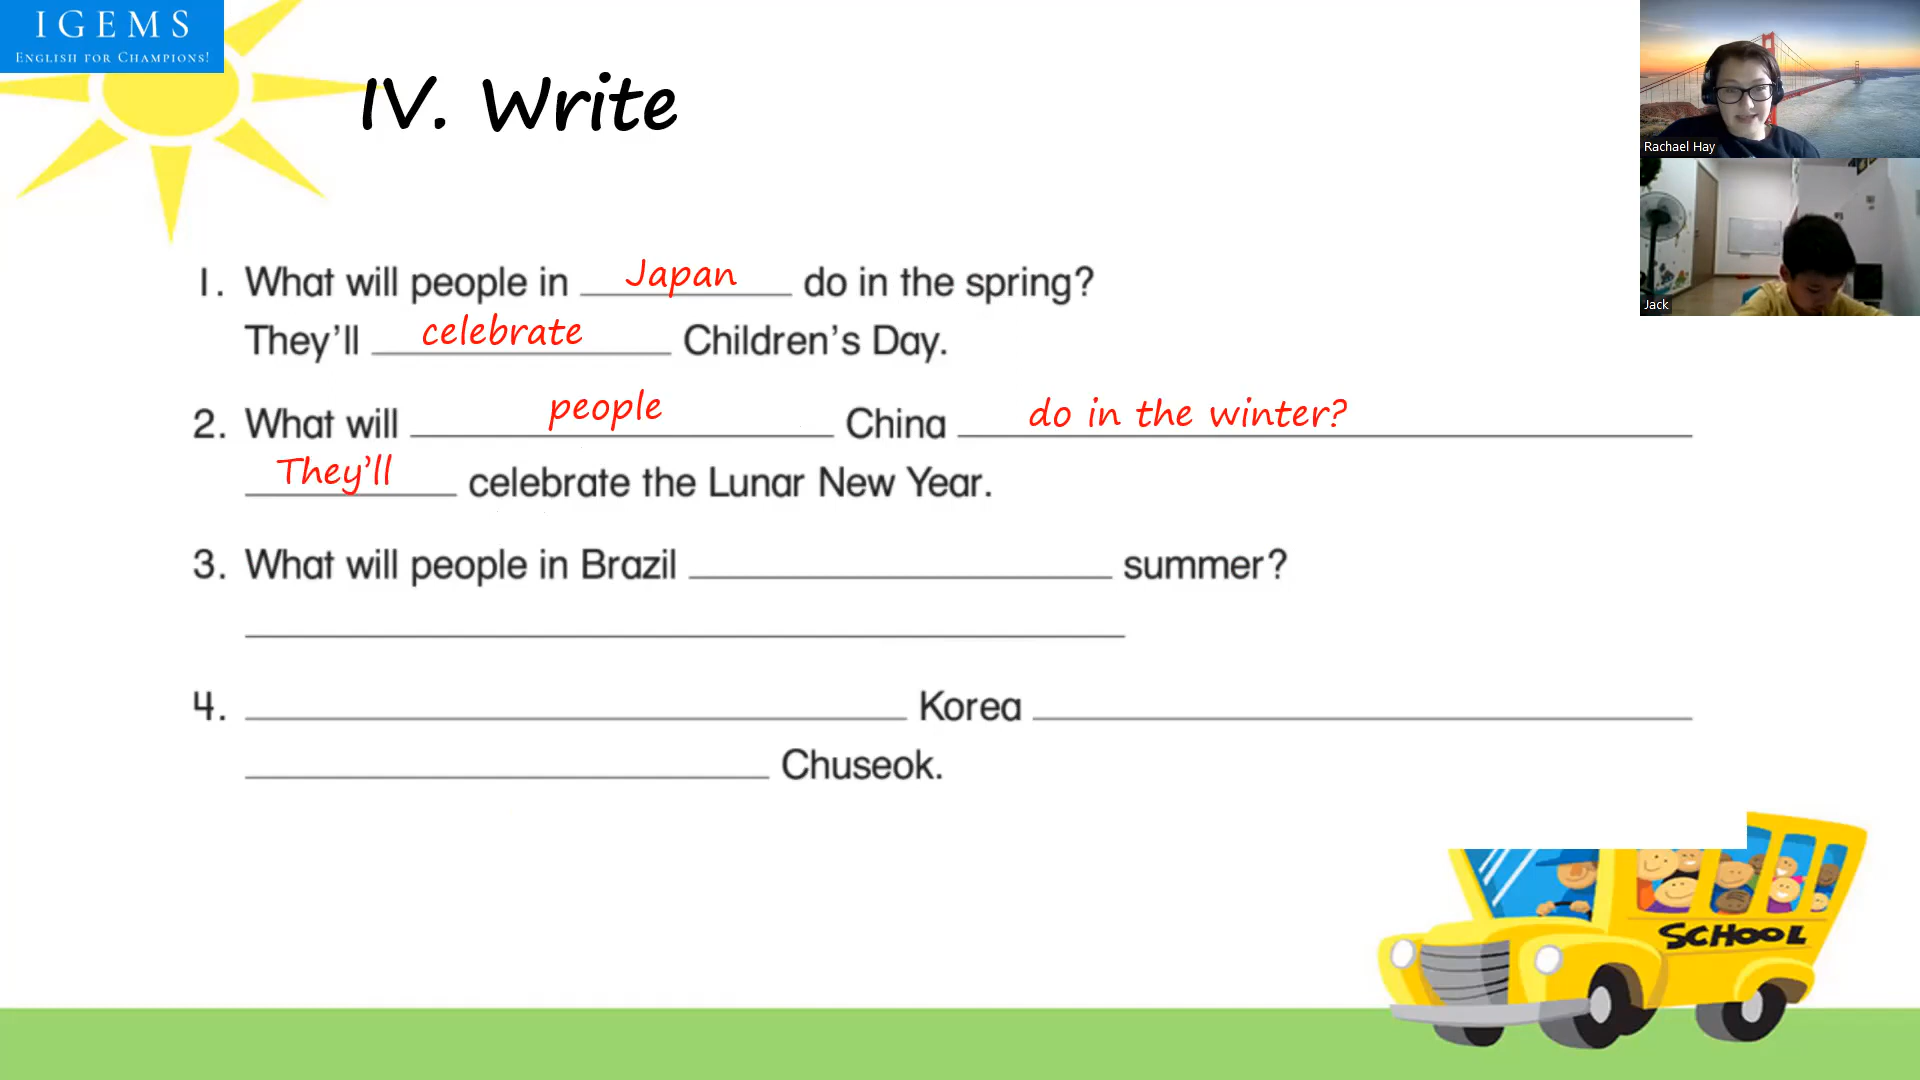 IGEMS
ENGLISH FOR CHAMPIONS!
IV. Write
Rachael Hay
Jack
1. What will people in Japan do in the spring?
They'll celebrate Children's Day.
2. What will people China do in the winter?
They'll celebrate the Lunar New Year.
3. What will people in Brazil summer?
4. Korea
Chuseok.
SCHOOL